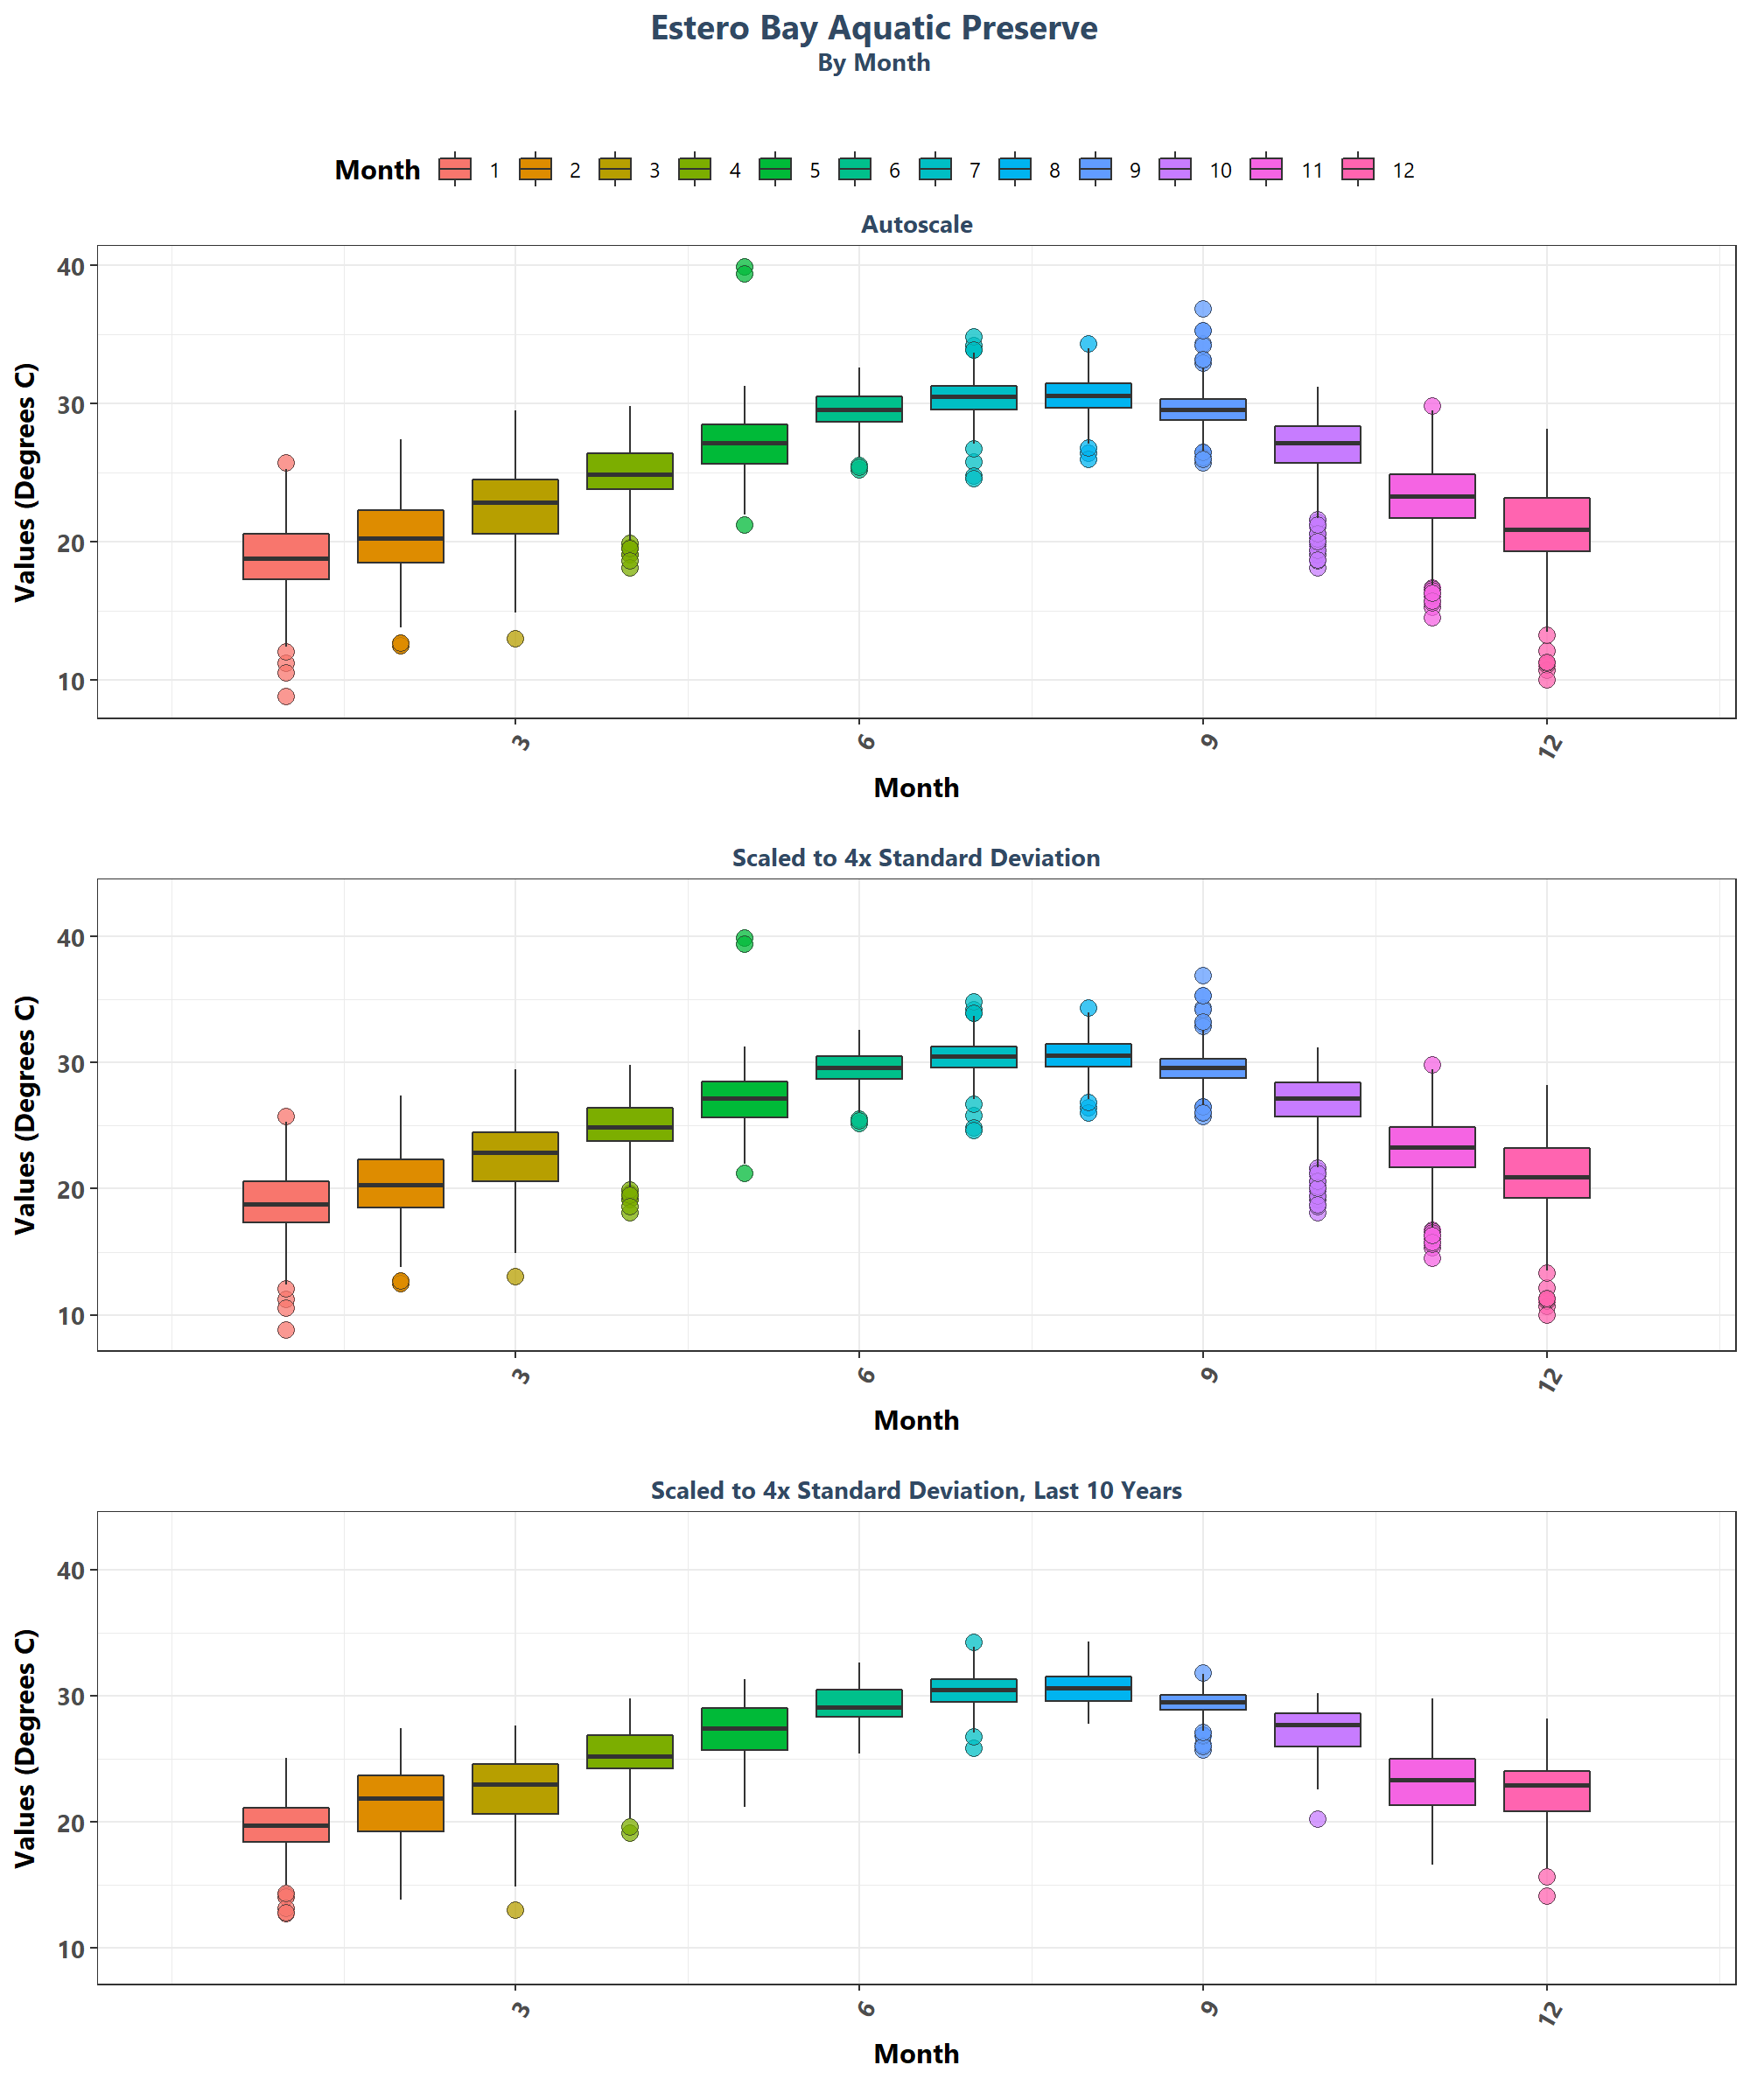 Estero Bay Aquatic Preserve
By Month
Month 1 2 3 4 5 6 7 8 9 10 11 12
Autoscale
Values (Degrees C)
40
30
20
10
3 6 9 12
Month
Scaled to 4x Standard Deviation
Values (Degrees C)
40
30
20
10
3 6 9 12
Month
Scaled to 4x Standard Deviation, Last 10 Years
Values (Degrees C)
40
30
20
10
3 6 9 12
Month